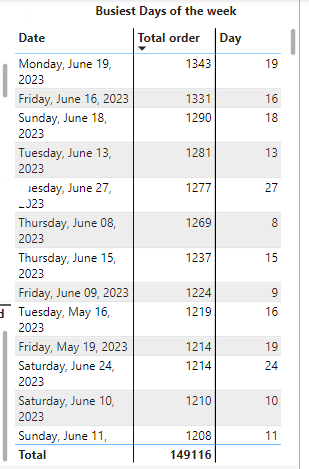 Busiest Days of the week
Date Total order Day
Monday, June 19, 1343 19
2023
Friday, June 16, 2023 1331 16
Sunday, June 18, 1290 18
2023
Tuesday, June 13, 1281 13
2023
uesday, June 27, 1277 27
023
Thursday, June 08, 1269 8
2023
Thursday, June 15, 1237 15
2023
Friday, June 09, 2023 1224 9
d
Tuesday, May 16, 1219 16
2023
Friday, May 19, 2023 1214 19
Saturday, June 24, 1214 24
2023
Saturday, June 10, 1210 10
2023
Sunday, June 11, 1208 11
Total 149116